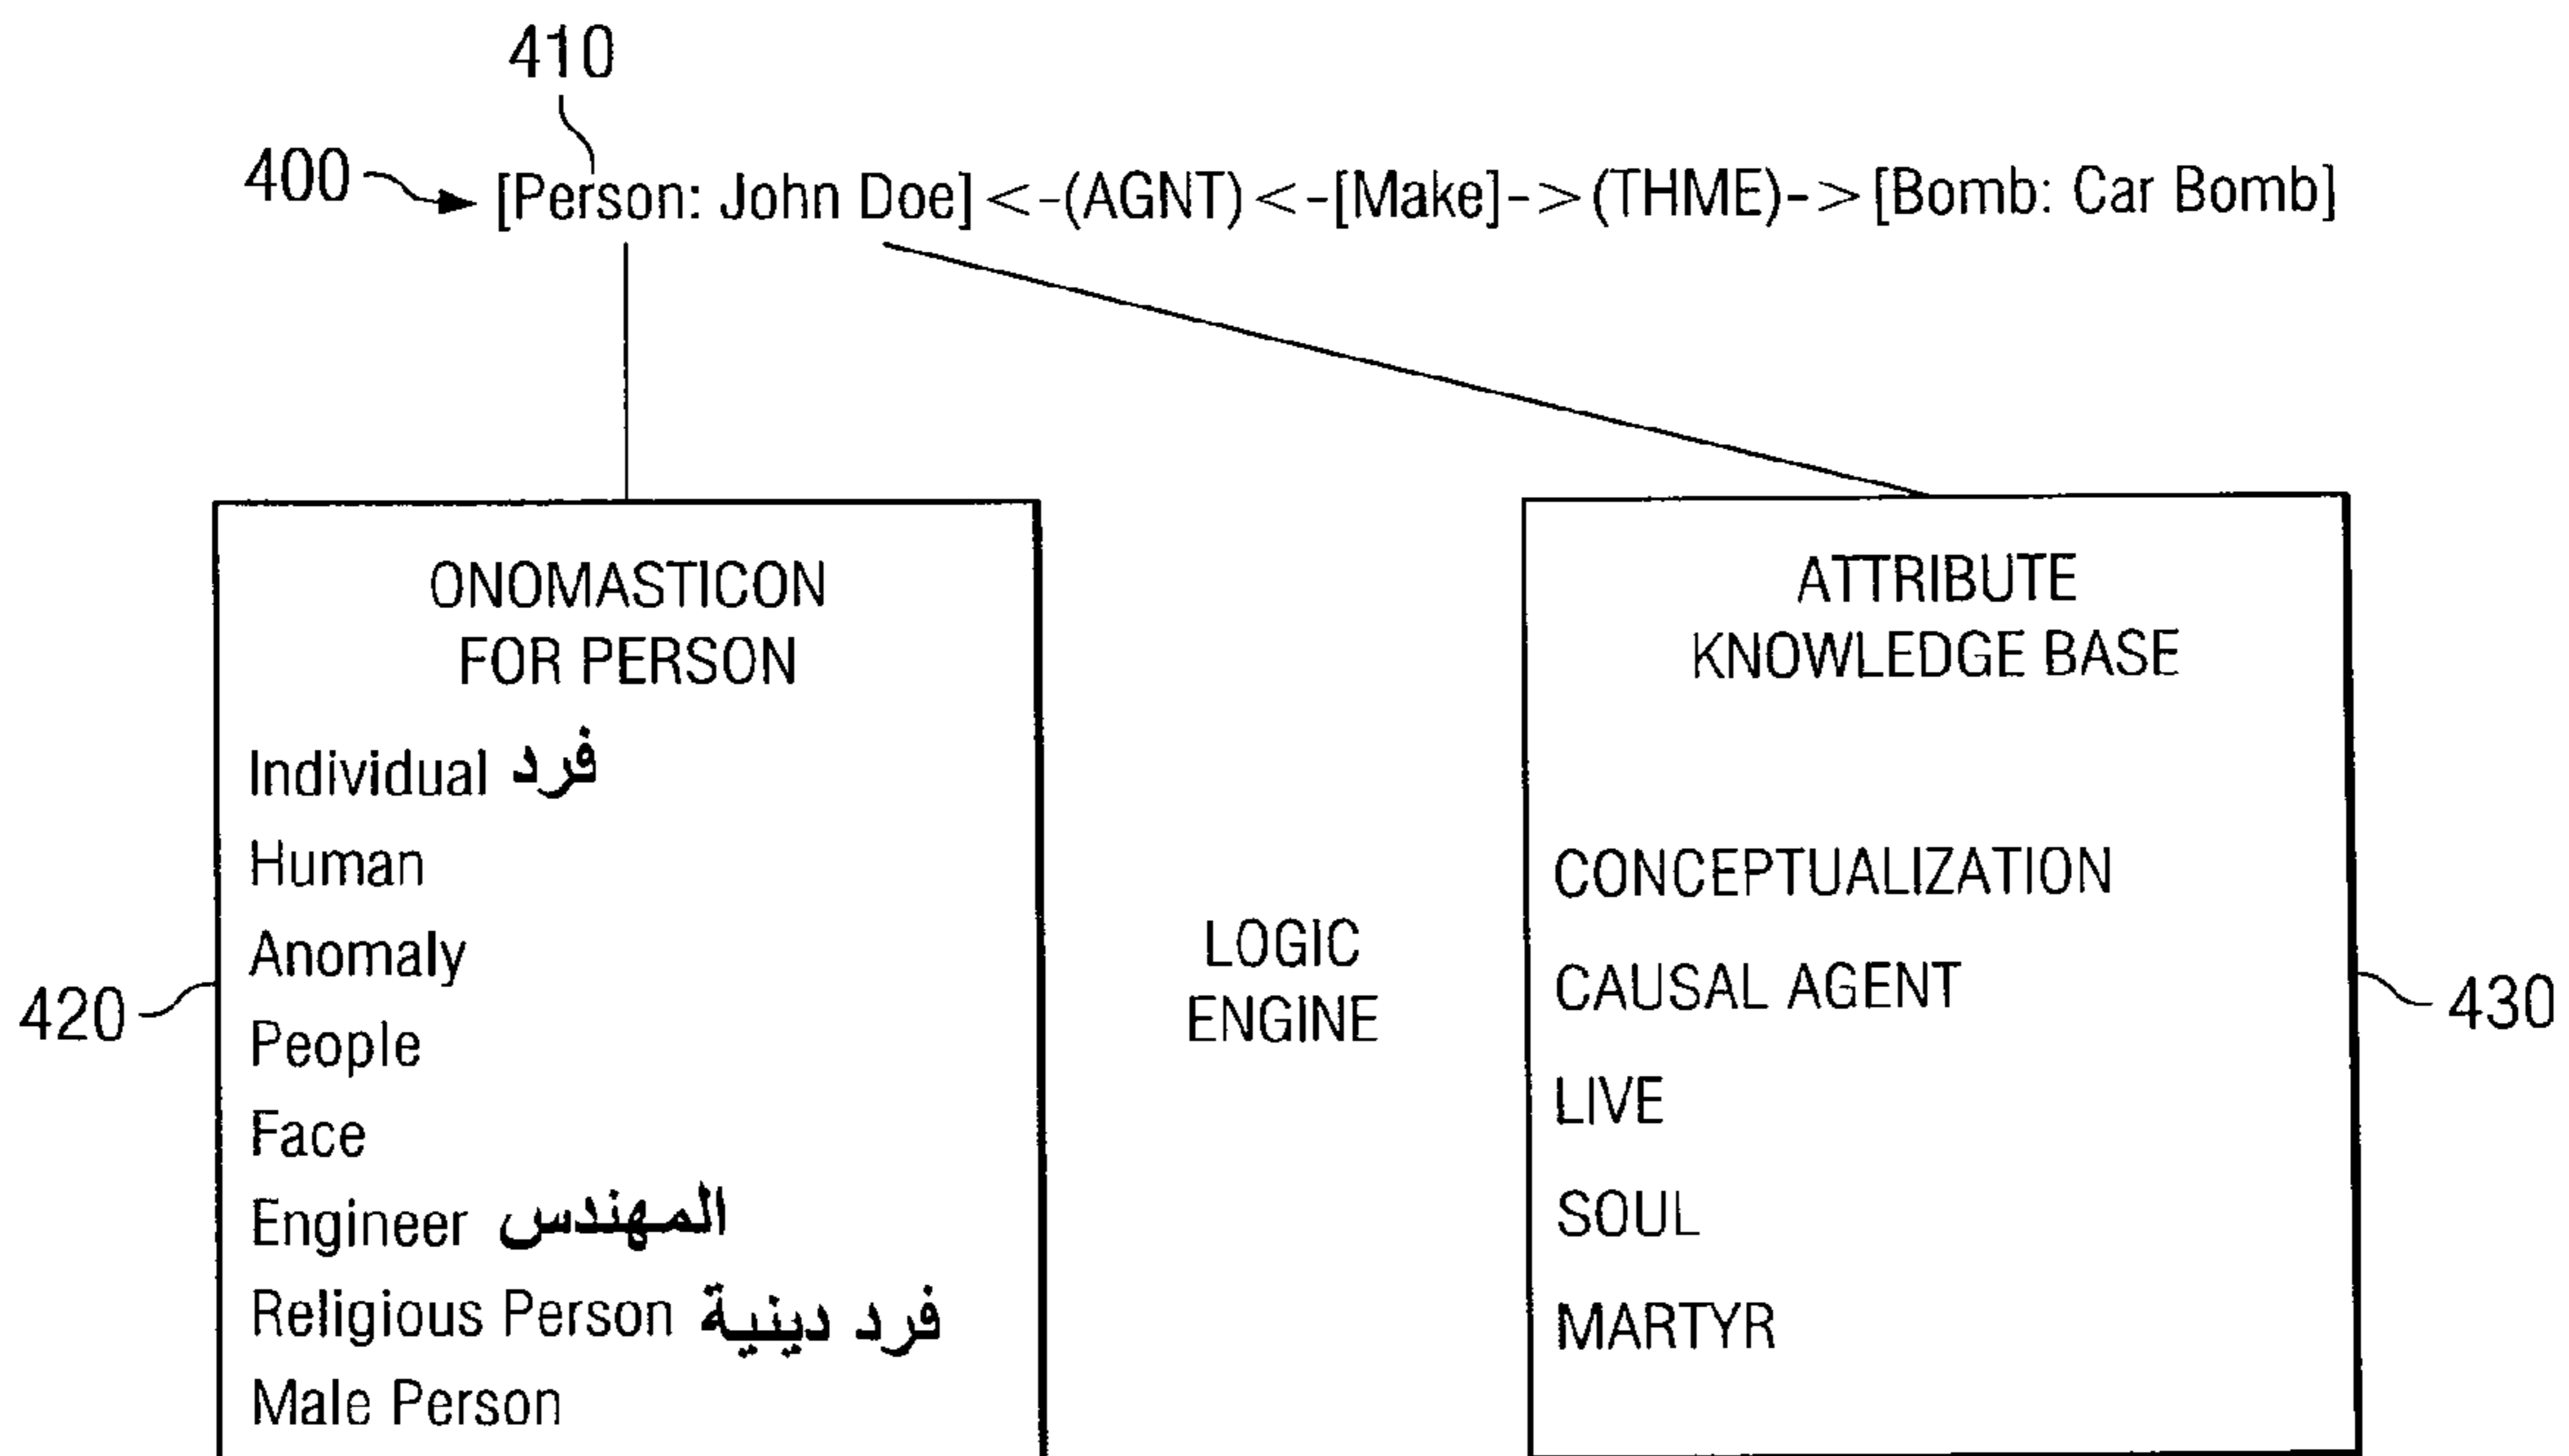 410
400 [Person: John Doe]<-(AGNT)<-[Make]->(THME)->[Bomb: Car Bomb]
ONOMASTICON
FOR PERSON
Individual فرد
Human
Anomaly
People
Face
Engineer المهندس
Religious Person فرد دينية
Male Person
420
LOGIC
ENGINE
ATTRIBUTE
KNOWLEDGE BASE
CONCEPTUALIZATION
CAUSAL AGENT
LIVE
SOUL
MARTYR
430